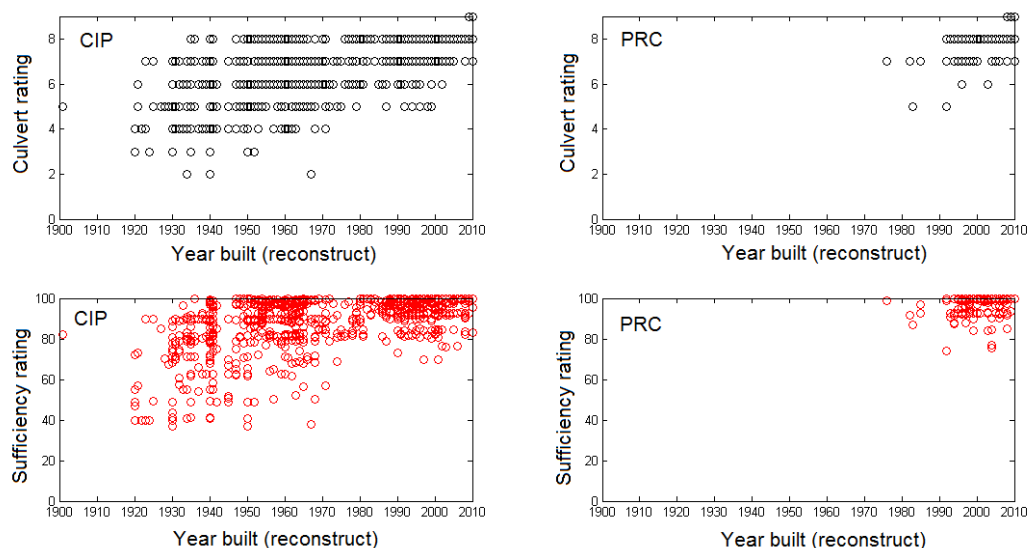 CIP
Culvert rating
8
6
4
2
0
1900 1910 1920 1930 1940 1950 1960 1970 1980 1990 2000 2010
Year built (reconstruct)
PRC
Culvert rating
8
6
4
2
0
1900 1910 1920 1930 1940 1950 1960 1970 1980 1990 2000 2010
Year built (reconstruct)
CIP
Sufficiency rating
100
80
60
40
20
0
1900 1910 1920 1930 1940 1950 1960 1970 1980 1990 2000 2010
Year built (reconstruct)
PRC
Sufficiency rating
100
80
60
40
20
0
1900 1910 1920 1930 1940 1950 1960 1970 1980 1990 2000 2010
Year built (reconstruct)